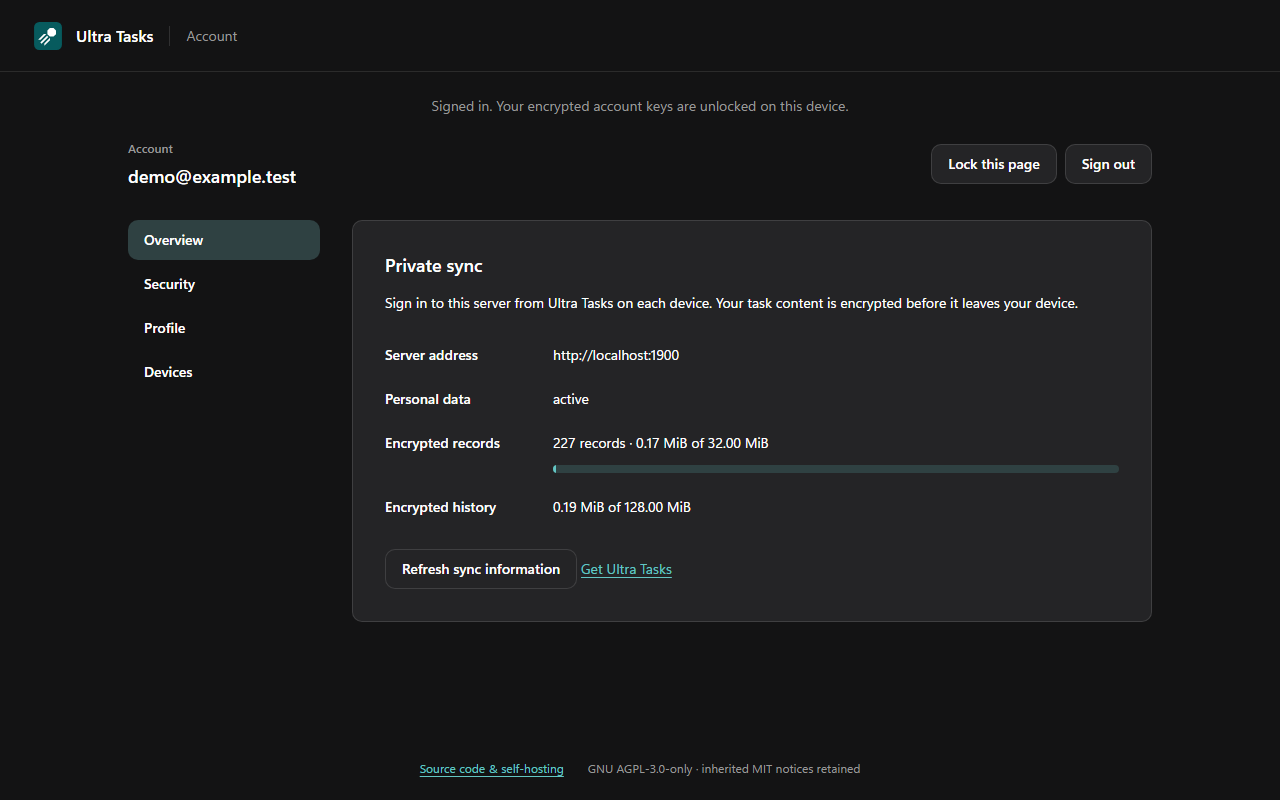 Ultra Tasks
Account
Signed in. Your encrypted account keys are unlocked on this device.
Account
demo@example.test
Lock this page
Sign out
Overview
Security
Profile
Devices
Private sync
Sign in to this server from Ultra Tasks on each device. Your task content is encrypted before it leaves your device.
Server address
http://localhost:1900
Personal data
active
Encrypted records
227 records · 0.17 MiB of 32.00 MiB
Encrypted history
0.19 MiB of 128.00 MiB
Refresh sync information
Get Ultra Tasks
Source code & self-hosting
GNU AGPL-3.0-only · inherited MIT notices retained